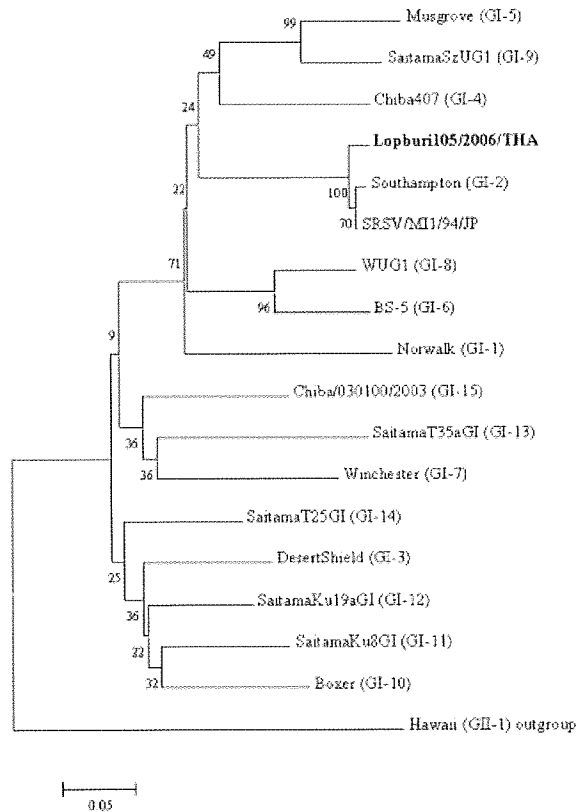 Musgrove (GI-5)
99
49
SaitamaSzUG1 (GI-9)
24
Chiba407 (GI-4)
Lopburi105/2006/THA
22
100
Southampton (GI-2)
70
SRSV/MI1/94/JP
71
WUG1 (GI-8)
96
BS-5 (GI-6)
9
Norwalk (GI-1)
Chiba/030100/2003 (GI-15)
36
SaitamaT35aGI (GI-13)
36
Winchester (GI-7)
SaitamaT25GI (GI-14)
25
DesertShield (GI-3)
36
SaitamaKu19aGI (GI-12)
22
SaitamaKu8GI (GI-11)
32
Boxer (GI-10)
Hawaii (GII-1) outgroup
0.05